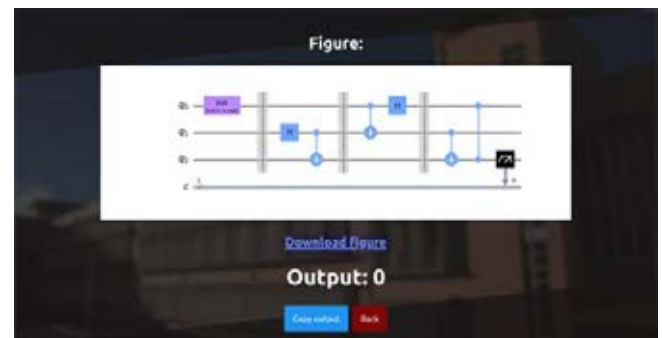 Figure:
H
H
c
Download figure
Output: 0
Copy output Back